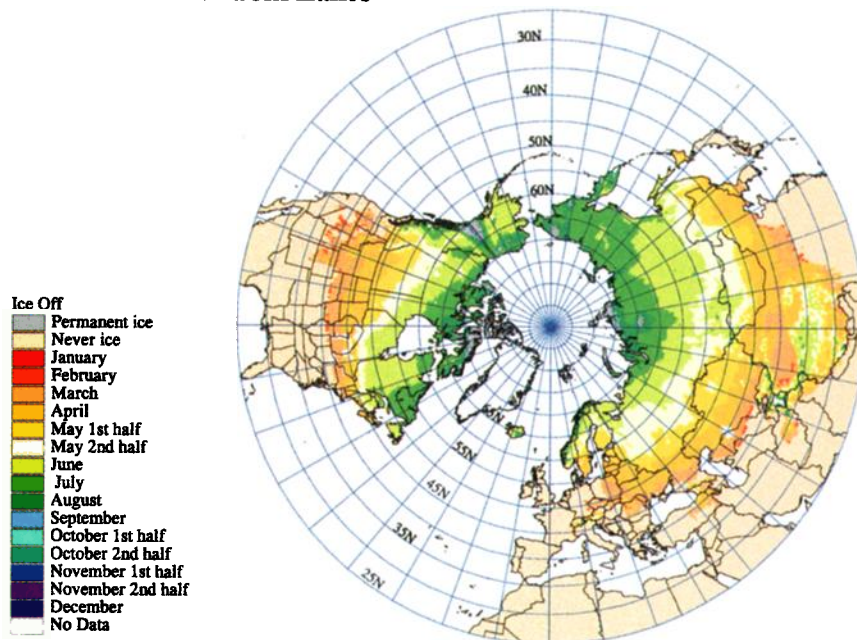 30N
40N
50N
60N
55N
45N
35N
25N
Ice Off
Permanent ice
Never ice
January
February
March
April
May 1st half
May 2nd half
June
July
August
September
October 1st half
October 2nd half
November 1st half
November 2nd half
December
No Data